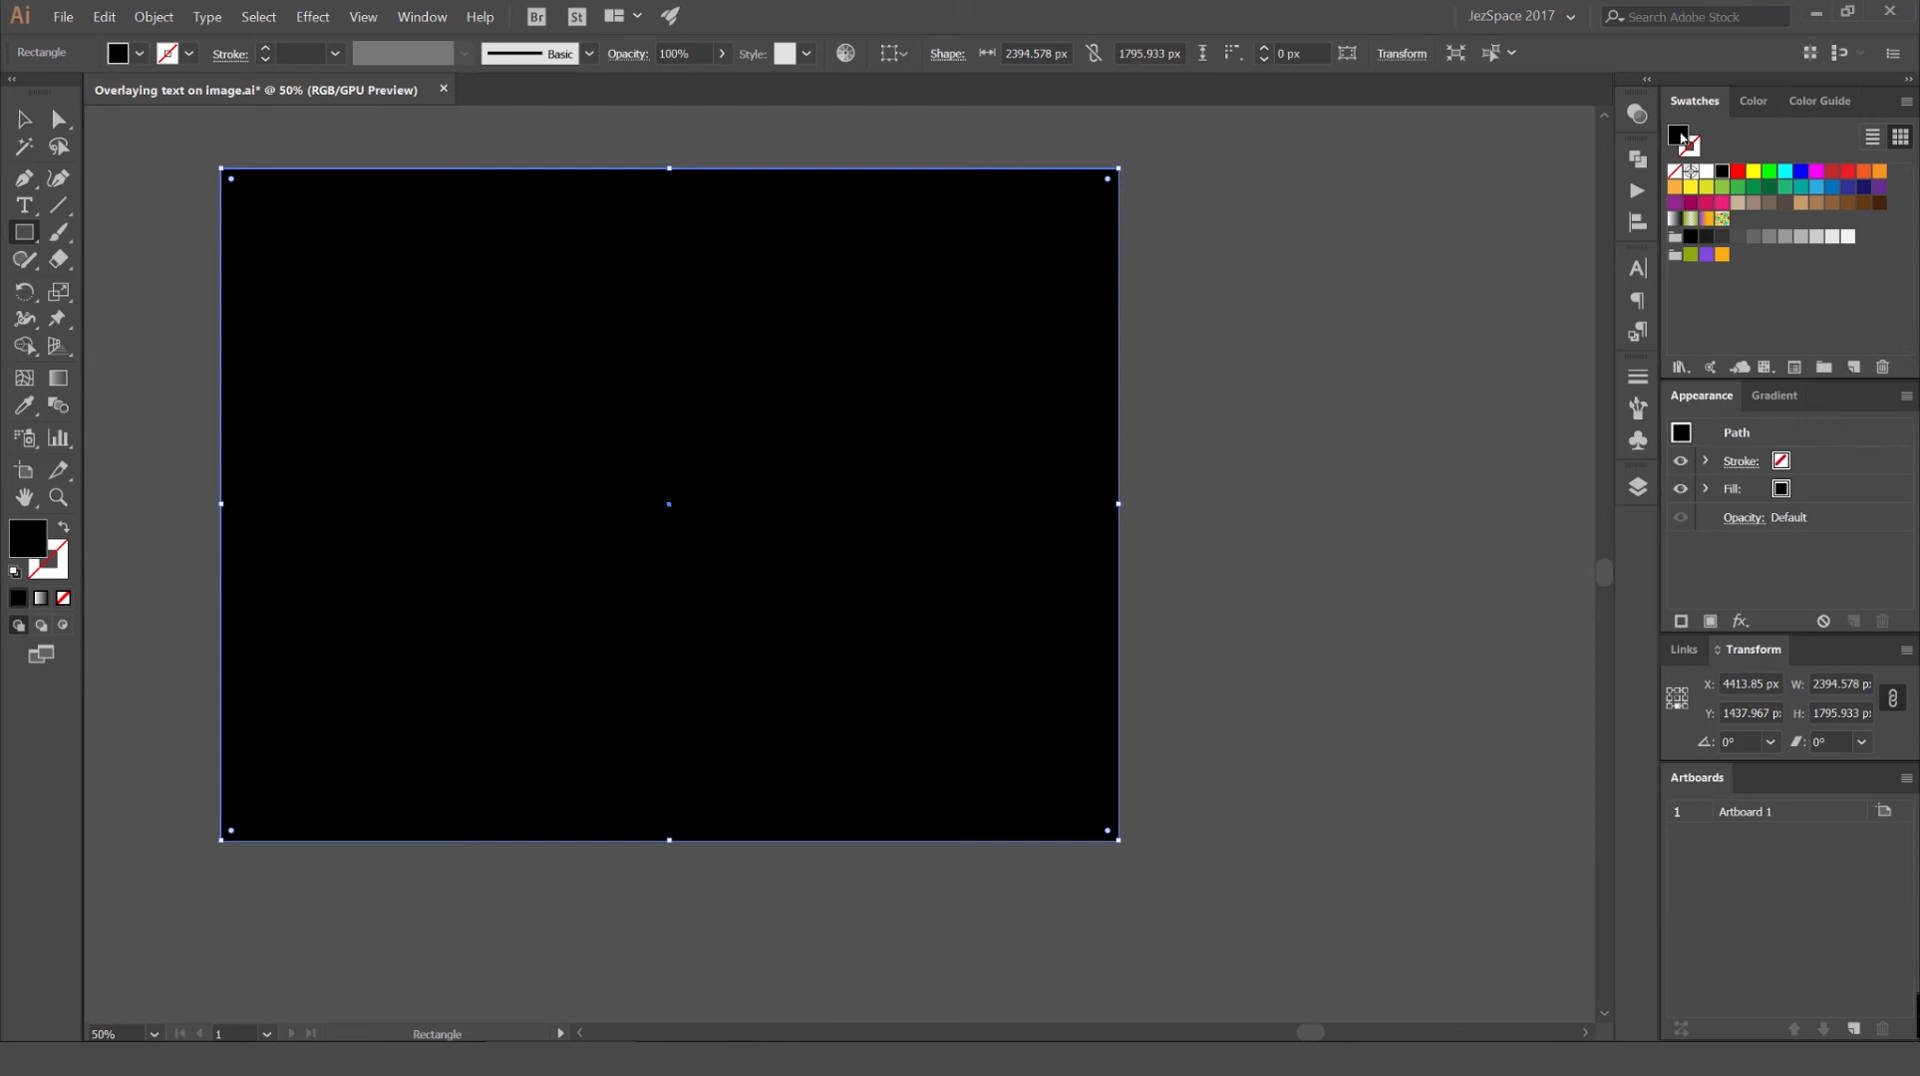 Ai File Edit Object Type Select Effect View Window Help Br St JezSpace 2017 Search Adobe Stock
Rectangle Stroke: Basic Opacity: 100% Style: Shape: 2394.578 px 1795.933 px 0 px Transform
Overlaying text on image.ai* @ 50% (RGB/GPU Preview)
Swatches Color Color Guide
Appearance Gradient
Path
Stroke:
Fill:
Opacity: Default
fx.
Links Transform
X: 4413.85 px W: 2394.578 p
Y: 1437.967 p H: 1795.933 p
0° 0°
Artboards
1 Artboard 1
50% 1 Rectangle